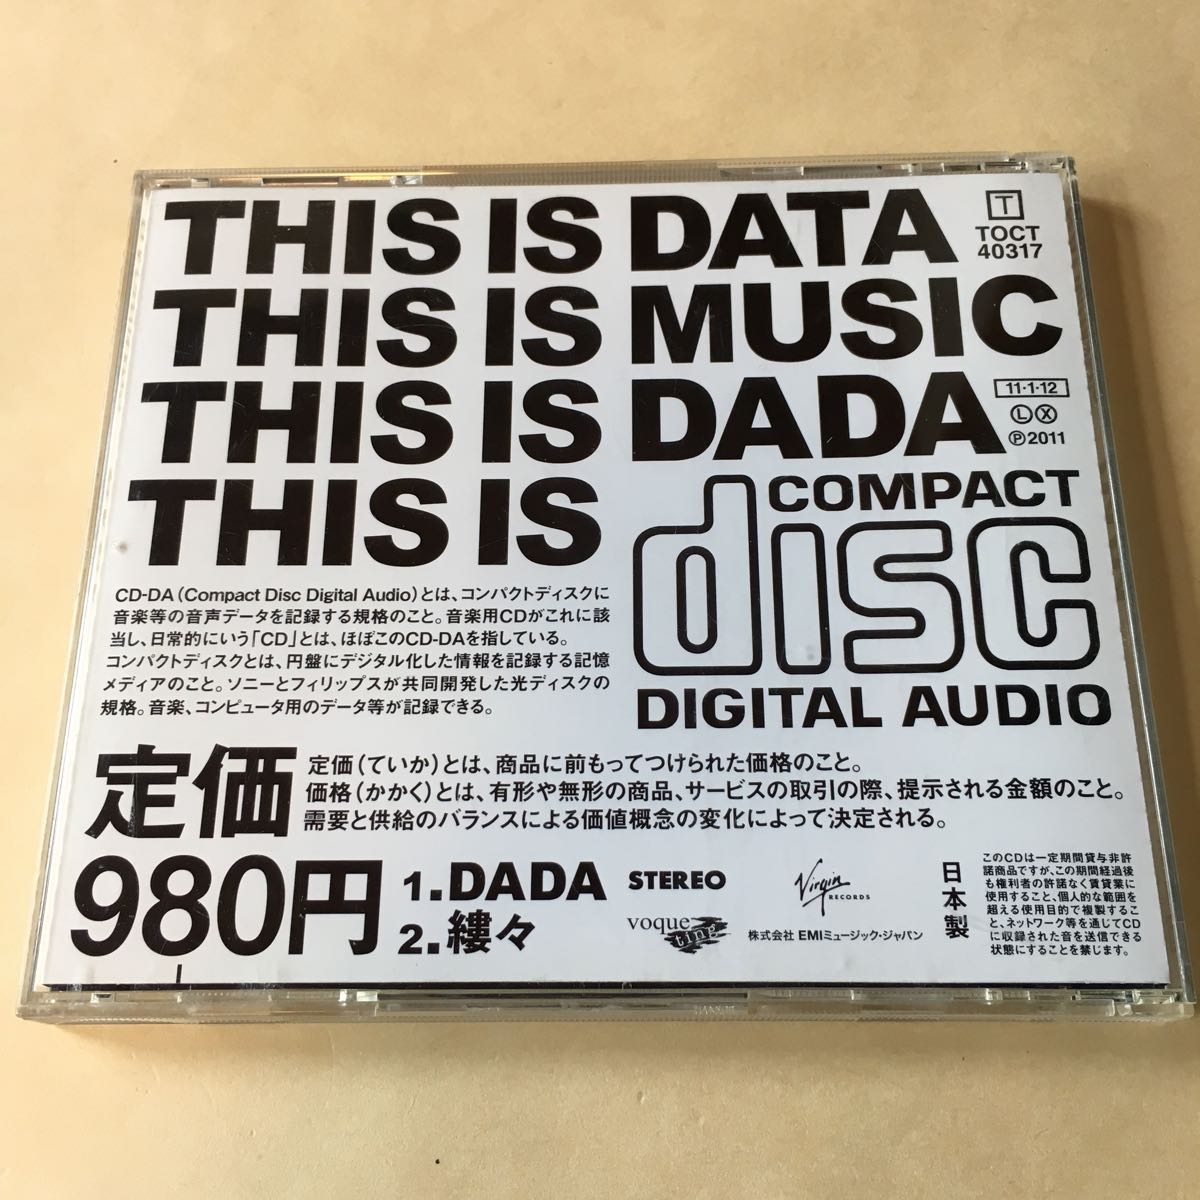 THIS IS DATA
THIS IS MUSIC
THIS IS DADA
THIS IS
T
TOCT
40317
11・1・12
Ⓛ Ⓧ
℗2011
COMPACT
disc
DIGITAL AUDIO
CD-DA（Compact Disc Digital Audio）とは、コンパクトディスクに
音楽等の音声データを記録する規格のこと。音楽用CDがこれに該
当し、日常的にいう「CD」とは、ほぼこのCD-DAを指している。
コンパクトディスクとは、円盤にデジタル化した情報を記録する記憶
メディアのこと。ソニーとフィリップスが共同開発した光ディスクの
規格。音楽、コンピュータ用のデータ等が記録できる。
定価
定価（ていか）とは、商品に前もってつけられた価格のこと。
価格（かかく）とは、有形や無形の商品、サービスの取引の際、提示される金額のこと。
需要と供給のバランスによる価値概念の変化によって決定される。
980円
1.DADA
2.縷々
STEREO
voque
ting
Virgin
RECORDS
株式会社 EMIミュージック・ジャパン
日本製
このCDは一定期間貸与非許
諾商品ですが、この期間経過後
も権利者の許諾なく賃貸業に
使用すること、個人的な範囲を
超える使用目的で複製するこ
と、ネットワーク等を通じてCD
に収録された音を送信できる
状態にすることを禁じます。